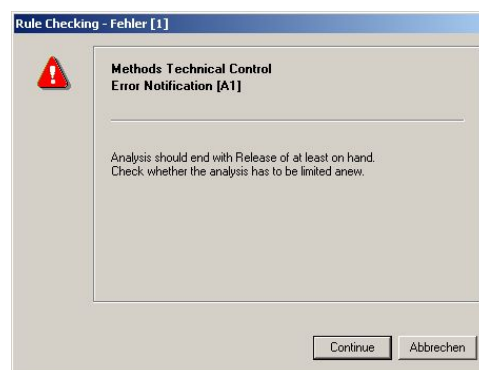 Rule Checking - Fehler [1]
Methods Technical Control
Error Notification [A1]
Analysis should end with Release of at least on hand.
Check whether the analysis has to be limited anew.
Continue
Abbrechen